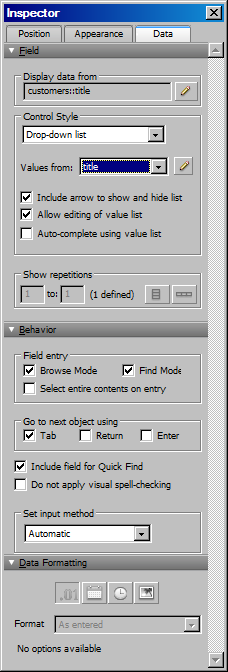 Inspector
Position Appearance Data
Field
Display data from
customers::title
Control Style
Drop-down list
Values from: title
Include arrow to show and hide list
Allow editing of value list
Auto-complete using value list
Show repetitions
1 to: 1 (1 defined)
Behavior
Field entry
Browse Mode Find Mode
Select entire contents on entry
Go to next object using
Tab Return Enter
Include field for Quick Find
Do not apply visual spell-checking
Set input method
Automatic
Data Formatting
.01
Format As entered
No options available